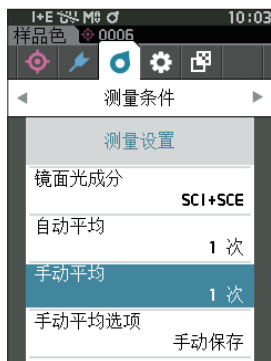 I+E M0 10:03
样品色 0006
测量条件
测量设置
镜面光成分
SCI+SCE
自动平均
1 次
手动平均
1 次
手动平均选项
手动保存